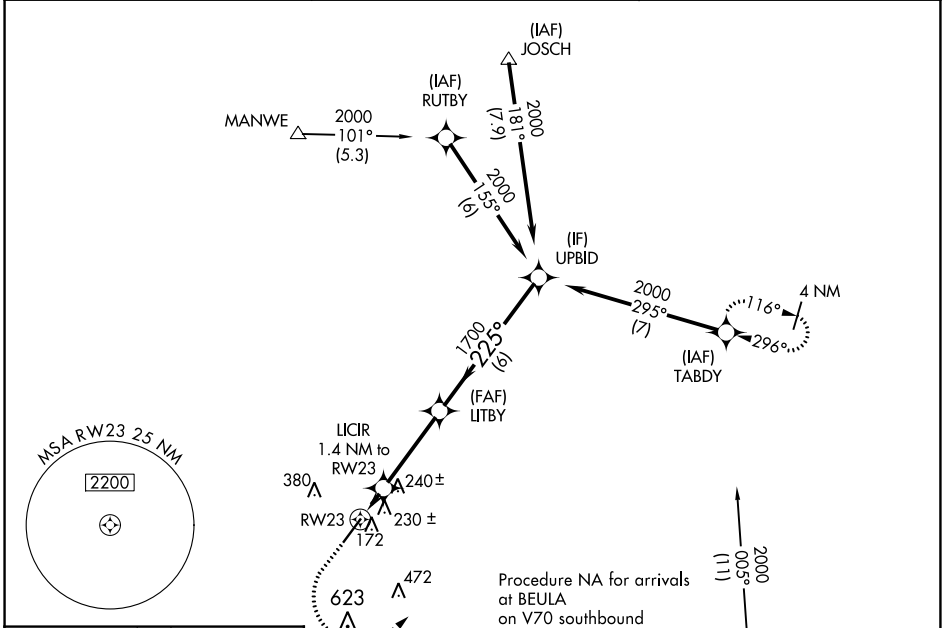 (IAF)
JOSCH
(IAF)
RUTBY
MANWE
2000
101°
(5.3)
2000
181°
(7.9)
2000
155°
(6)
(IF)
UPBID
2000
295°
(7)
116°
4 NM
296°
(IAF)
TABDY
1700
225°
(6)
(FAF)
LITBY
LICIR
1.4 NM to
RW23
MSA RW23 25 NM
2200
380
240±
RW23
230 ±
172
472
623
2000
005°
(11)
Procedure NA for arrivals
at BEULA
on V70 southbound